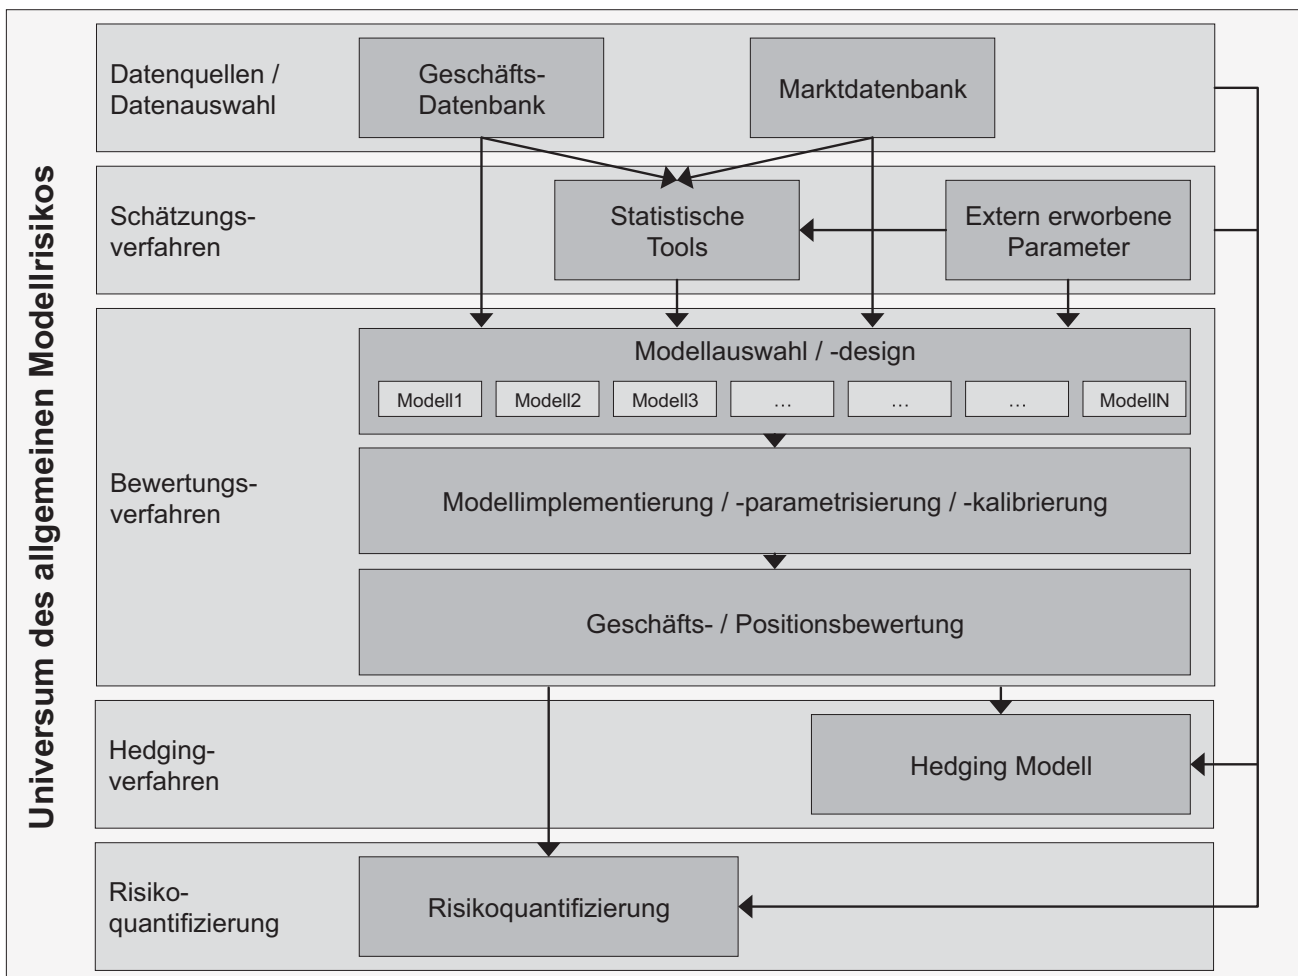 Universum des allgemeinen Modellrisikos
Datenquellen /
Datenauswahl
Geschäfts-
Datenbank
Marktdatenbank
Schätzungs-
verfahren
Statistische
Tools
Extern erworbene
Parameter
Bewertungs-
verfahren
Modellauswahl / -design
Modell1
Modell2
Modell3
...
...
...
ModellN
Modellimplementierung / -parametrisierung / -kalibrierung
Geschäfts- / Positionsbewertung
Hedging-
verfahren
Hedging Modell
Risiko-
quantifizierung
Risikoquantifizierung